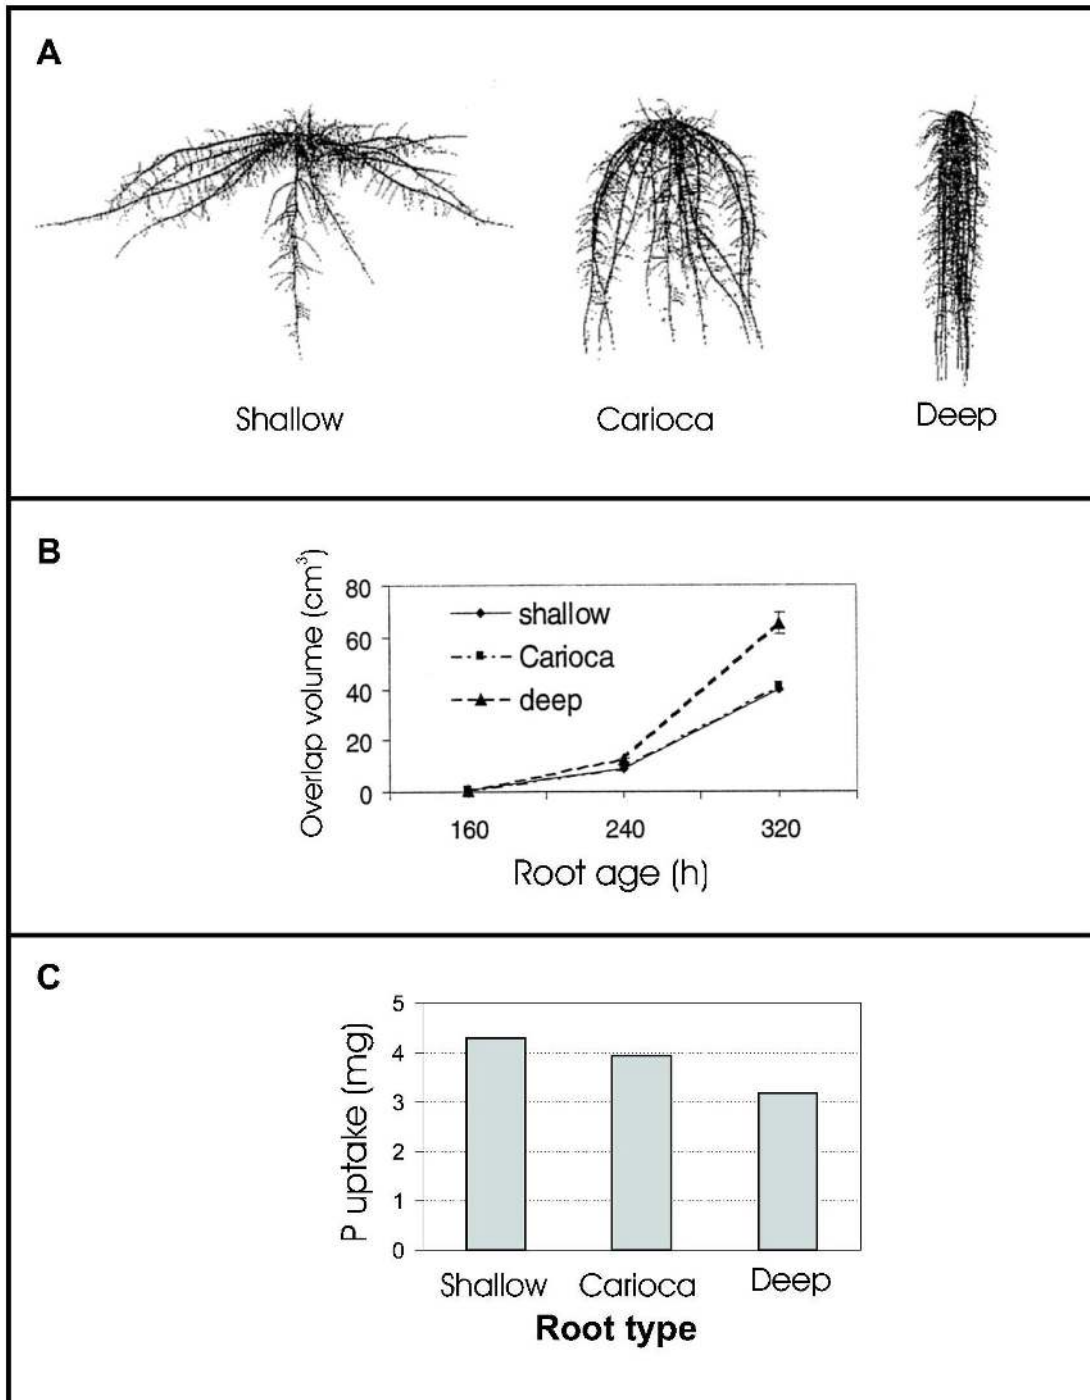 A
Shallow
Carioca
Deep
B
Overlap volume (cm³)
80
60
40
20
0
shallow
Carioca
deep
160
240
320
Root age (h)
C
P uptake (mg)
5
4
3
2
1
0
Shallow
Carioca
Deep
Root type